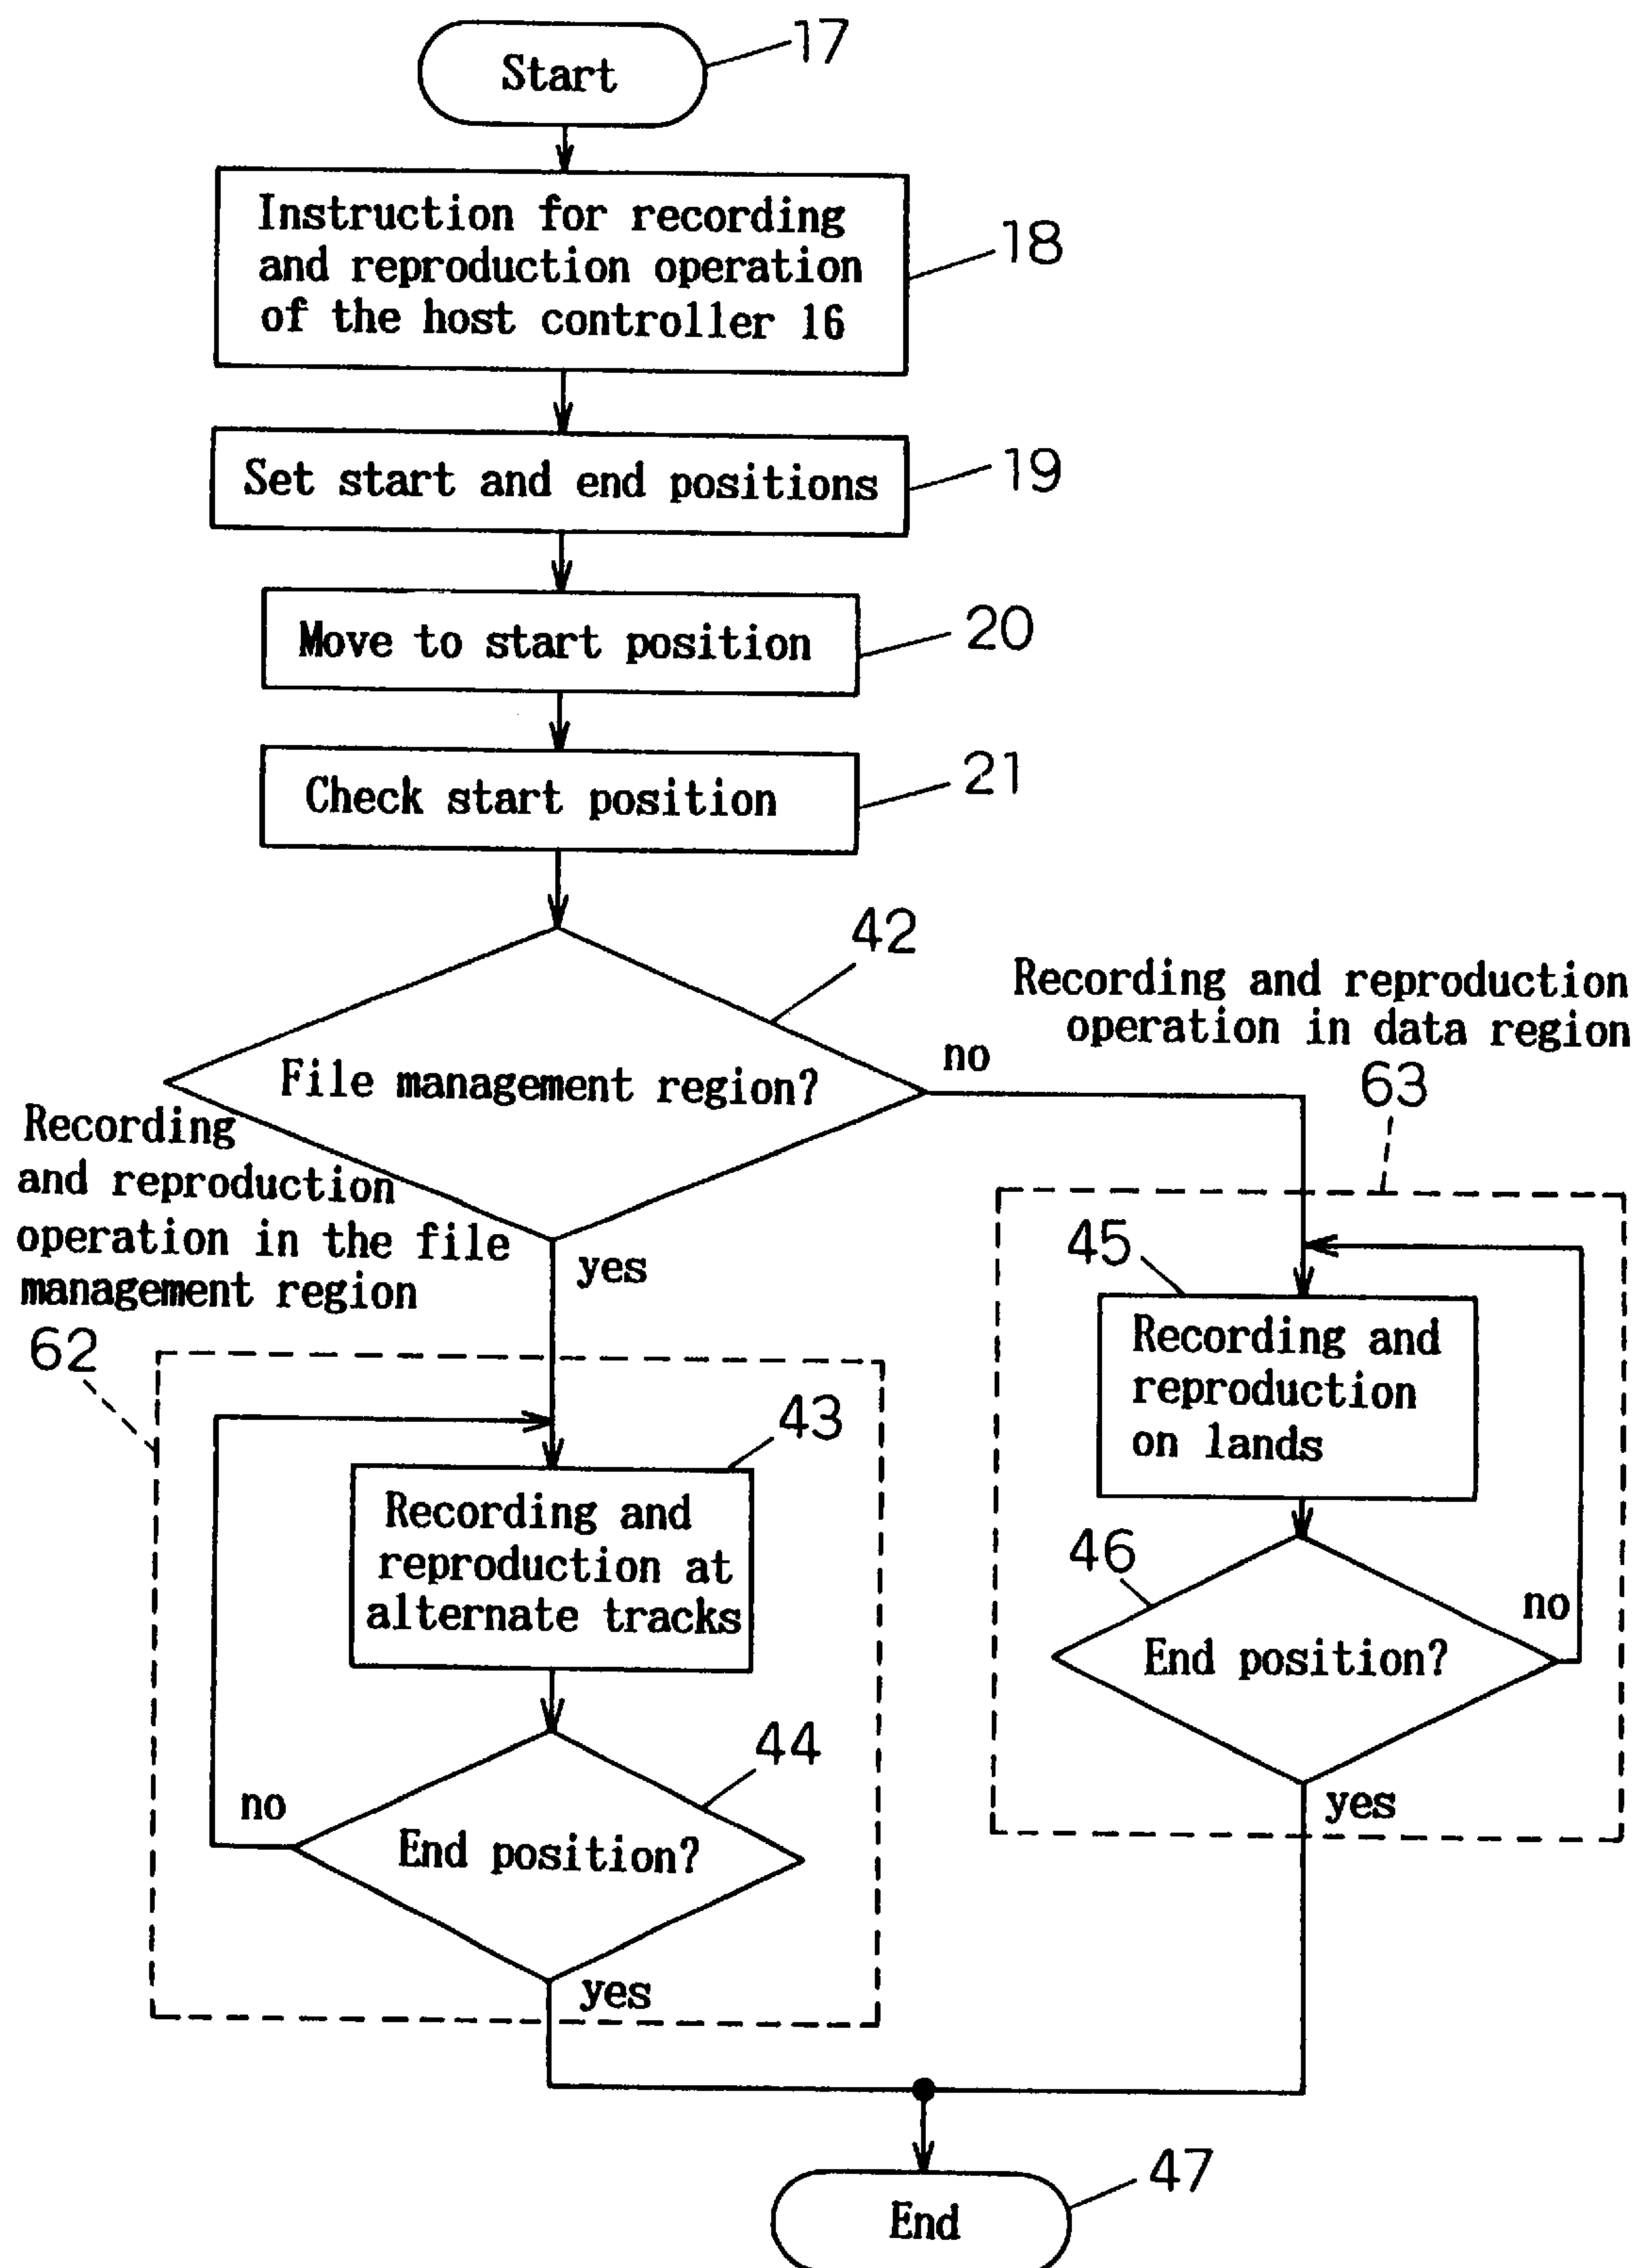 Start
17
Instruction for recording
and reproduction operation
of the host controller 16
18
Set start and end positions
19
Move to start position
20
Check start position
21
42
File management region?
no
Recording and reproduction
operation in data region
63
Recording
and reproduction
operation in the file
management region
62
yes
45
Recording and
reproduction
on lands
43
Recording and
reproduction at
alternate tracks
46
End position?
no
yes
44
End position?
no
yes
47
End